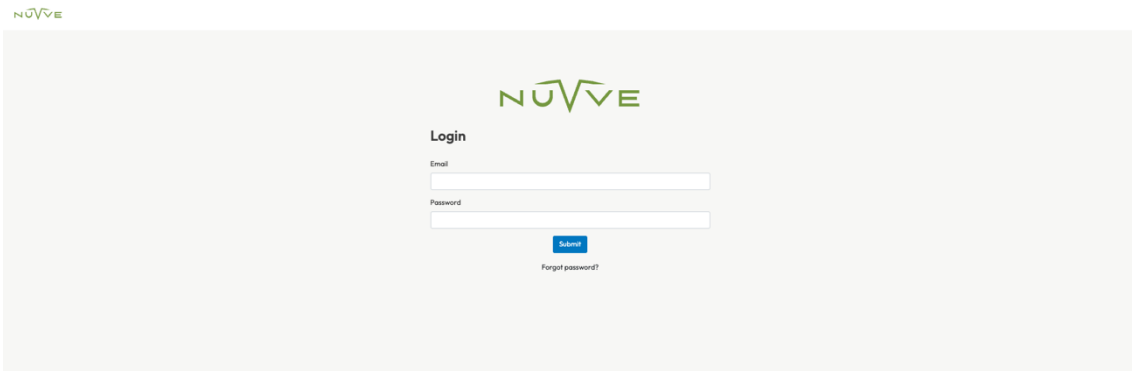 NUVVE
NUVVE
Login
Email
Password
Submit
Forgot password?